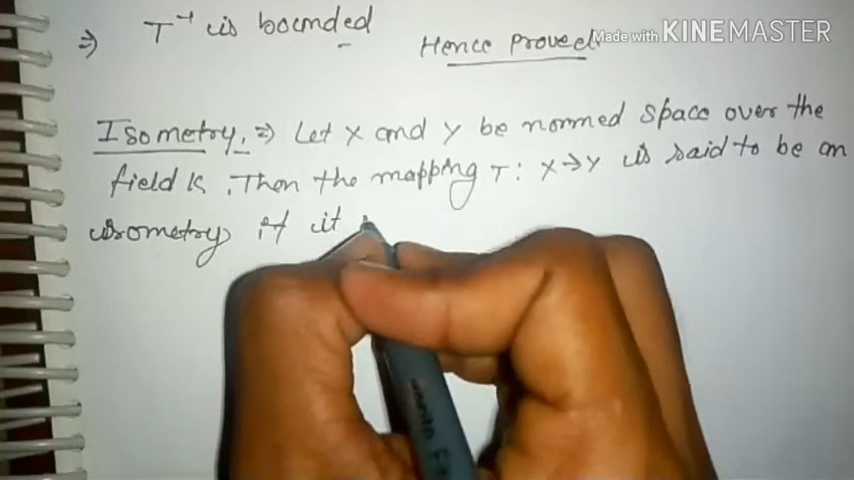 ⇒ T⁻¹ is bounded
Hence Proved
Made with KINEMASTER
Isometry, ⇒ Let X and Y be normed space over the
field K. Then the mapping T: X→Y is said to be an
isometry if it